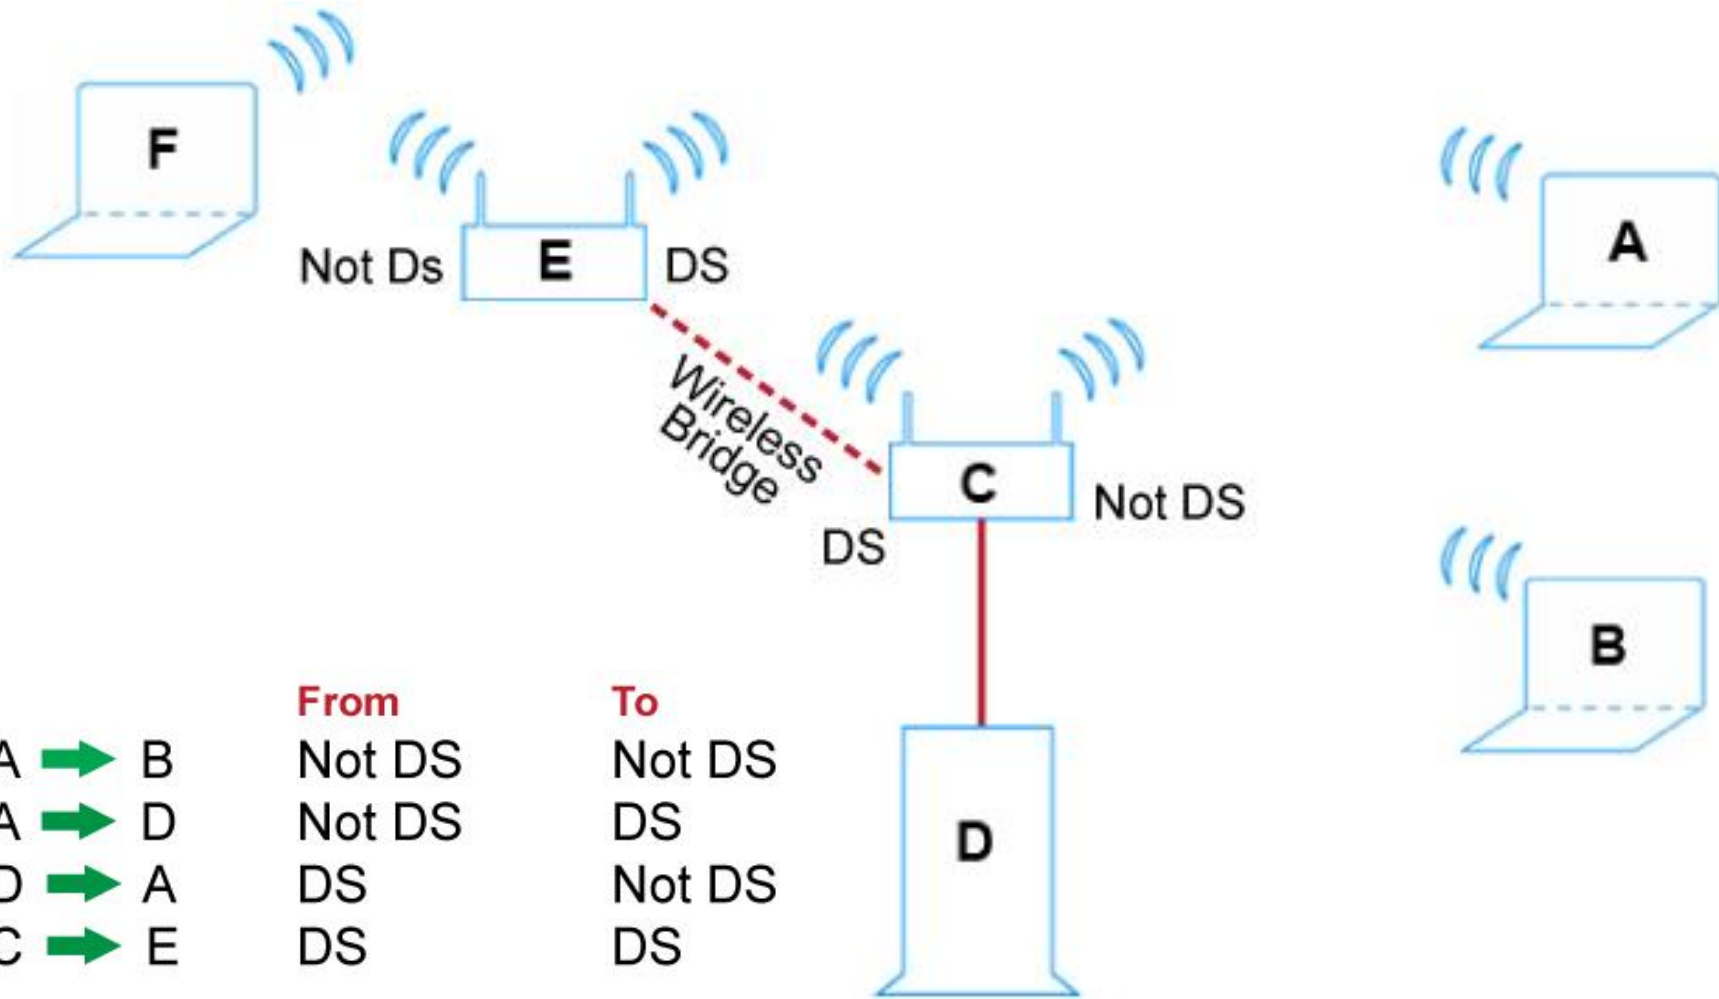 F
A
Not Ds
E
DS
Wireless
Bridge
C
Not DS
DS
B
D
From To
A B Not DS Not DS
A D Not DS DS
D A DS Not DS
C E DS DS